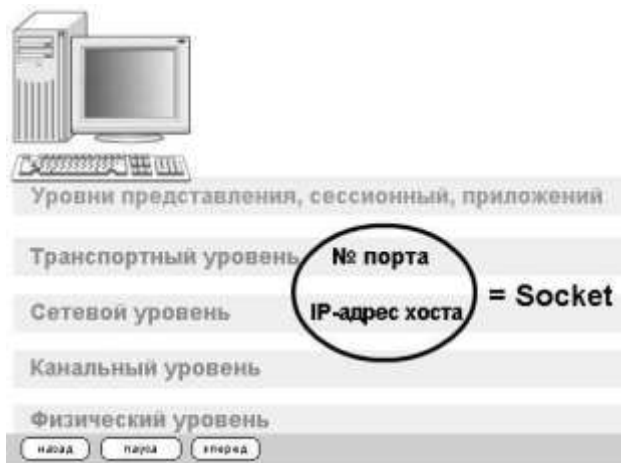 Уровни представления, сессионный, приложений
Транспортный уровень № порта
Сетевой уровень IP-адрес хоста = Socket
Канальный уровень
Физический уровень
назад пауза вперед